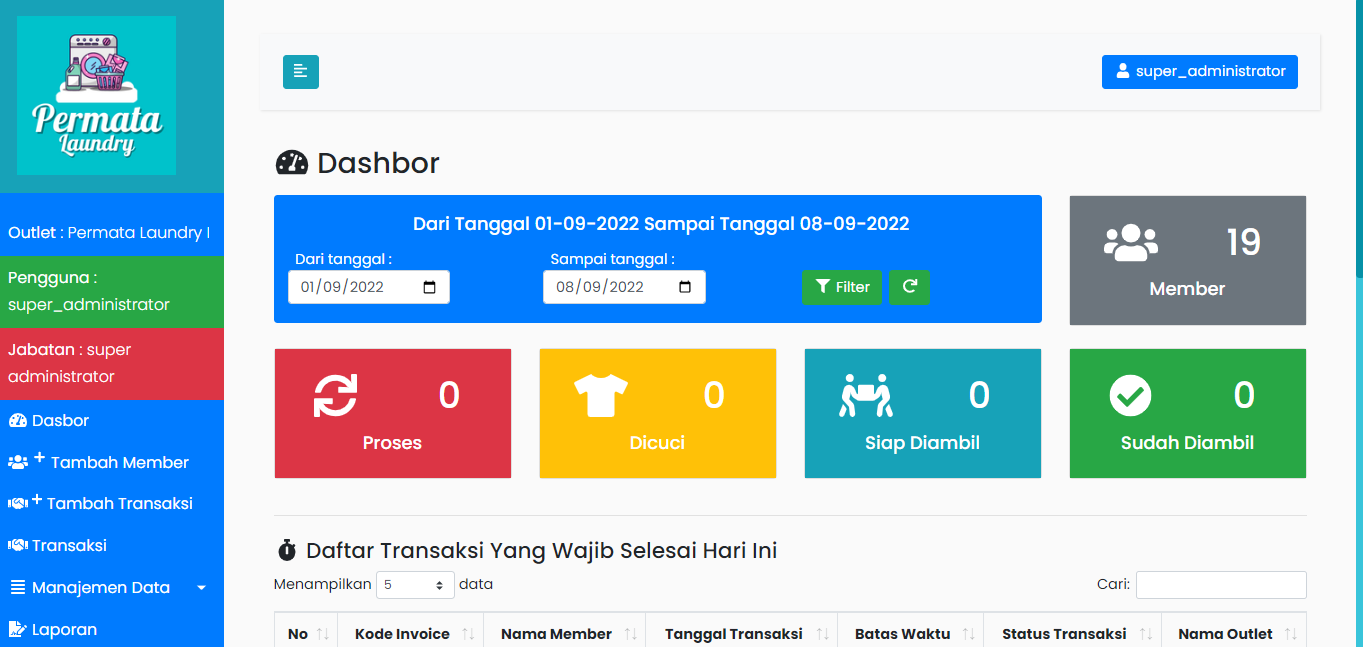 Permata
Laundry
Outlet : Permata Laundry
Pengguna :
super_administrator
Jabatan : super
administrator
Dasbor
Tambah Member
Tambah Transaksi
Transaksi
Manajemen Data
Laporan
super_administrator
Dashbor
Dari Tanggal 01-09-2022 Sampai Tanggal 08-09-2022
Dari tanggal : Sampai tanggal :
01/09/2022 08/09/2022 Filter
19
Member
0
Proses
0
Dicuci
0
Siap Diambil
0
Sudah Diambil
Daftar Transaksi Yang Wajib Selesai Hari Ini
Menampilkan 5 data Cari:
No Kode Invoice Nama Member Tanggal Transaksi Batas Waktu Status Transaksi Nama Outlet